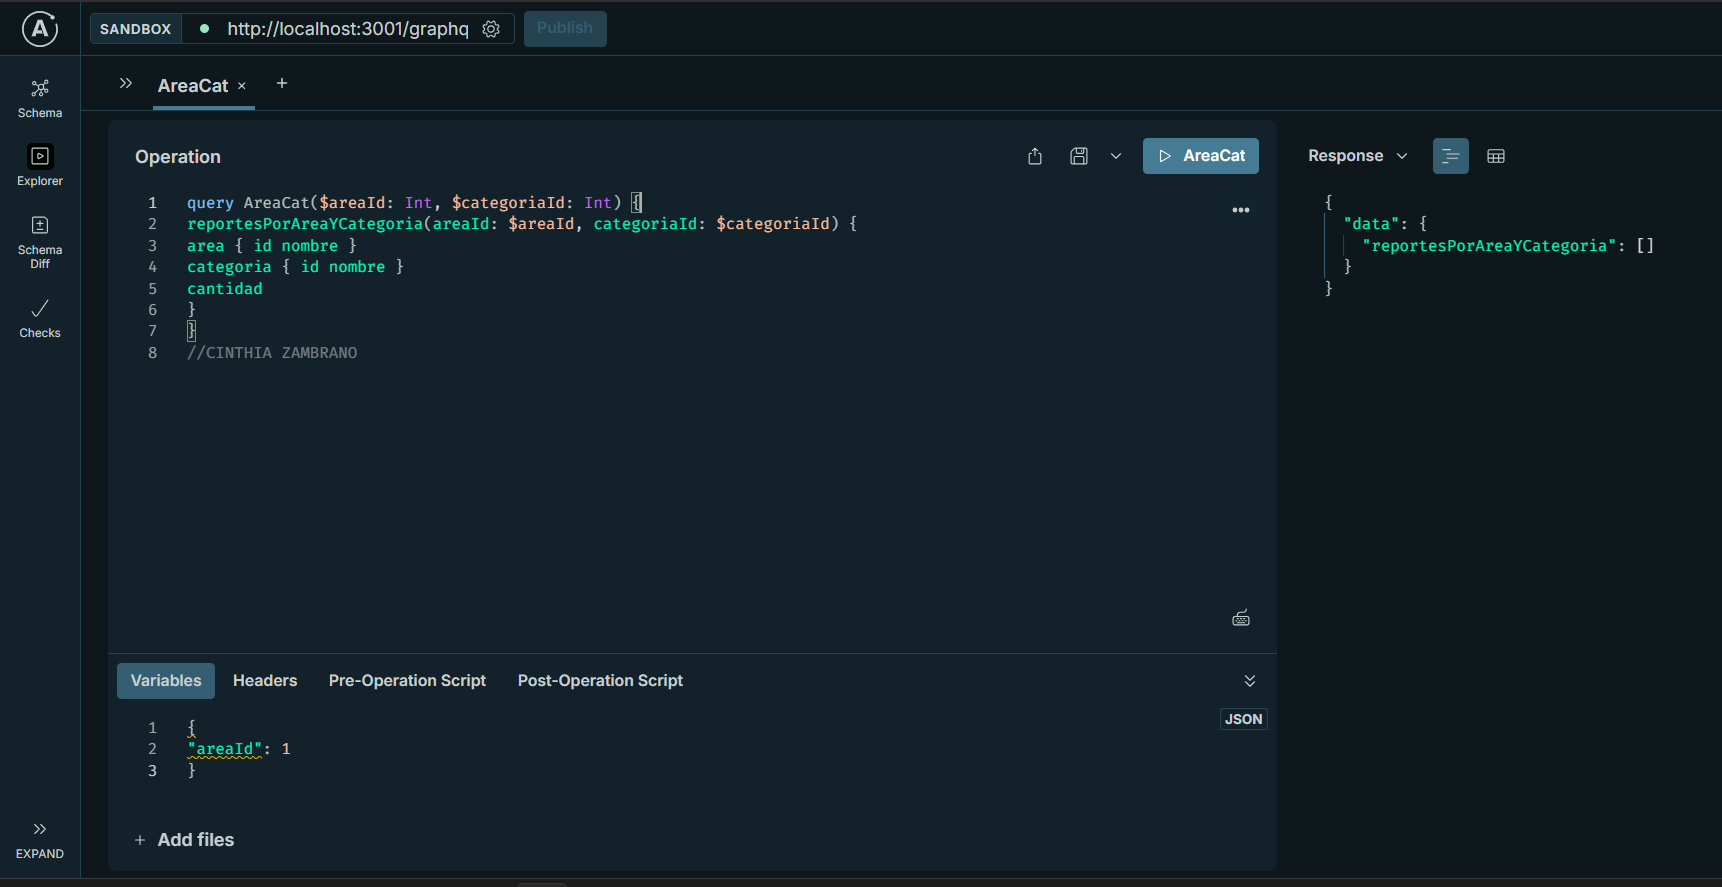 A
SANDBOX
http://localhost:3001/graphq
Publish
Schema
Explorer
Schema
Diff
Checks
EXPAND
AreaCat
Operation
AreaCat
1 query AreaCat($areaId: Int, $categoriaId: Int) {
2 reportesPorAreaYCategoria(areaId: $areaId, categoriaId: $categoriaId) {
3 area { id nombre }
4 categoria { id nombre }
5 cantidad
6 }
7 }
8 //CINTHIA ZAMBRANO
Variables Headers Pre-Operation Script Post-Operation Script
JSON
1 {
2 "areaId": 1
3 }
+ Add files
Response
{
"data": {
"reportesPorAreaYCategoria": []
}
}